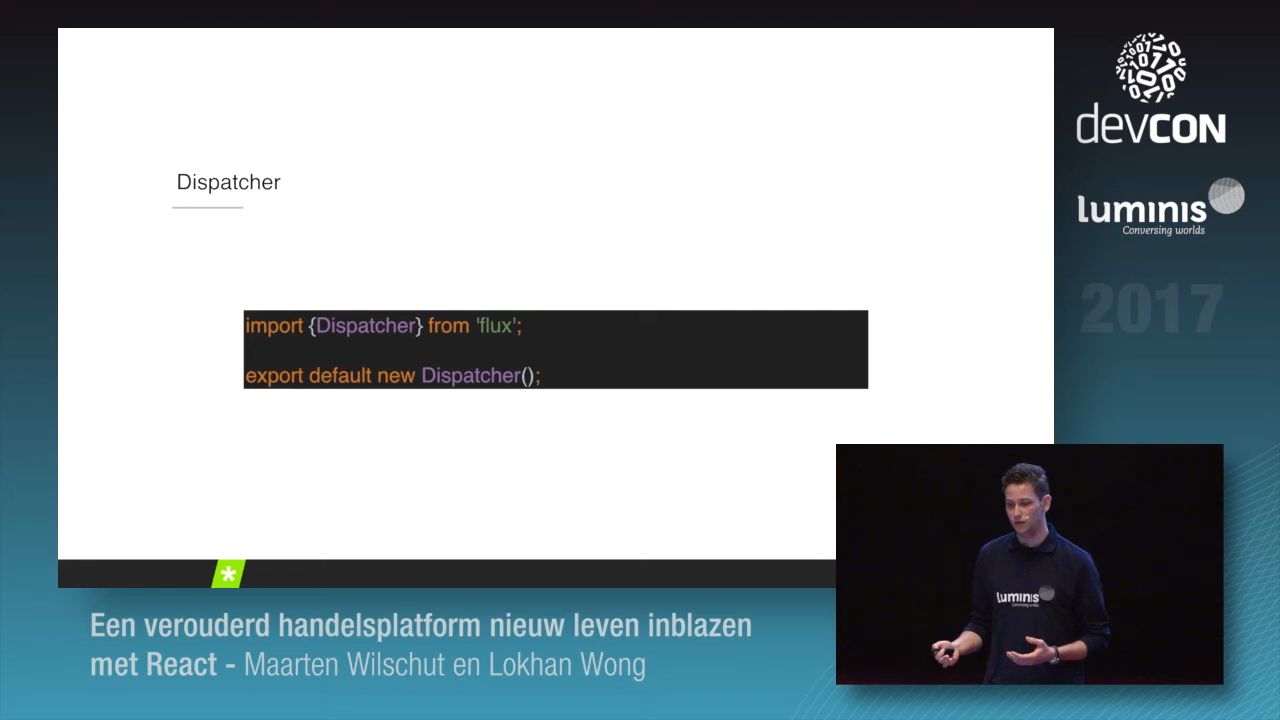 Dispatcher
import {Dispatcher} from 'flux';
export default new Dispatcher();
devCON
luminis
Conversing worlds
2017
luminis
Een verouderd handelsplatform nieuw leven inblazen
met React - Maarten Wilschut en Lokhan Wong